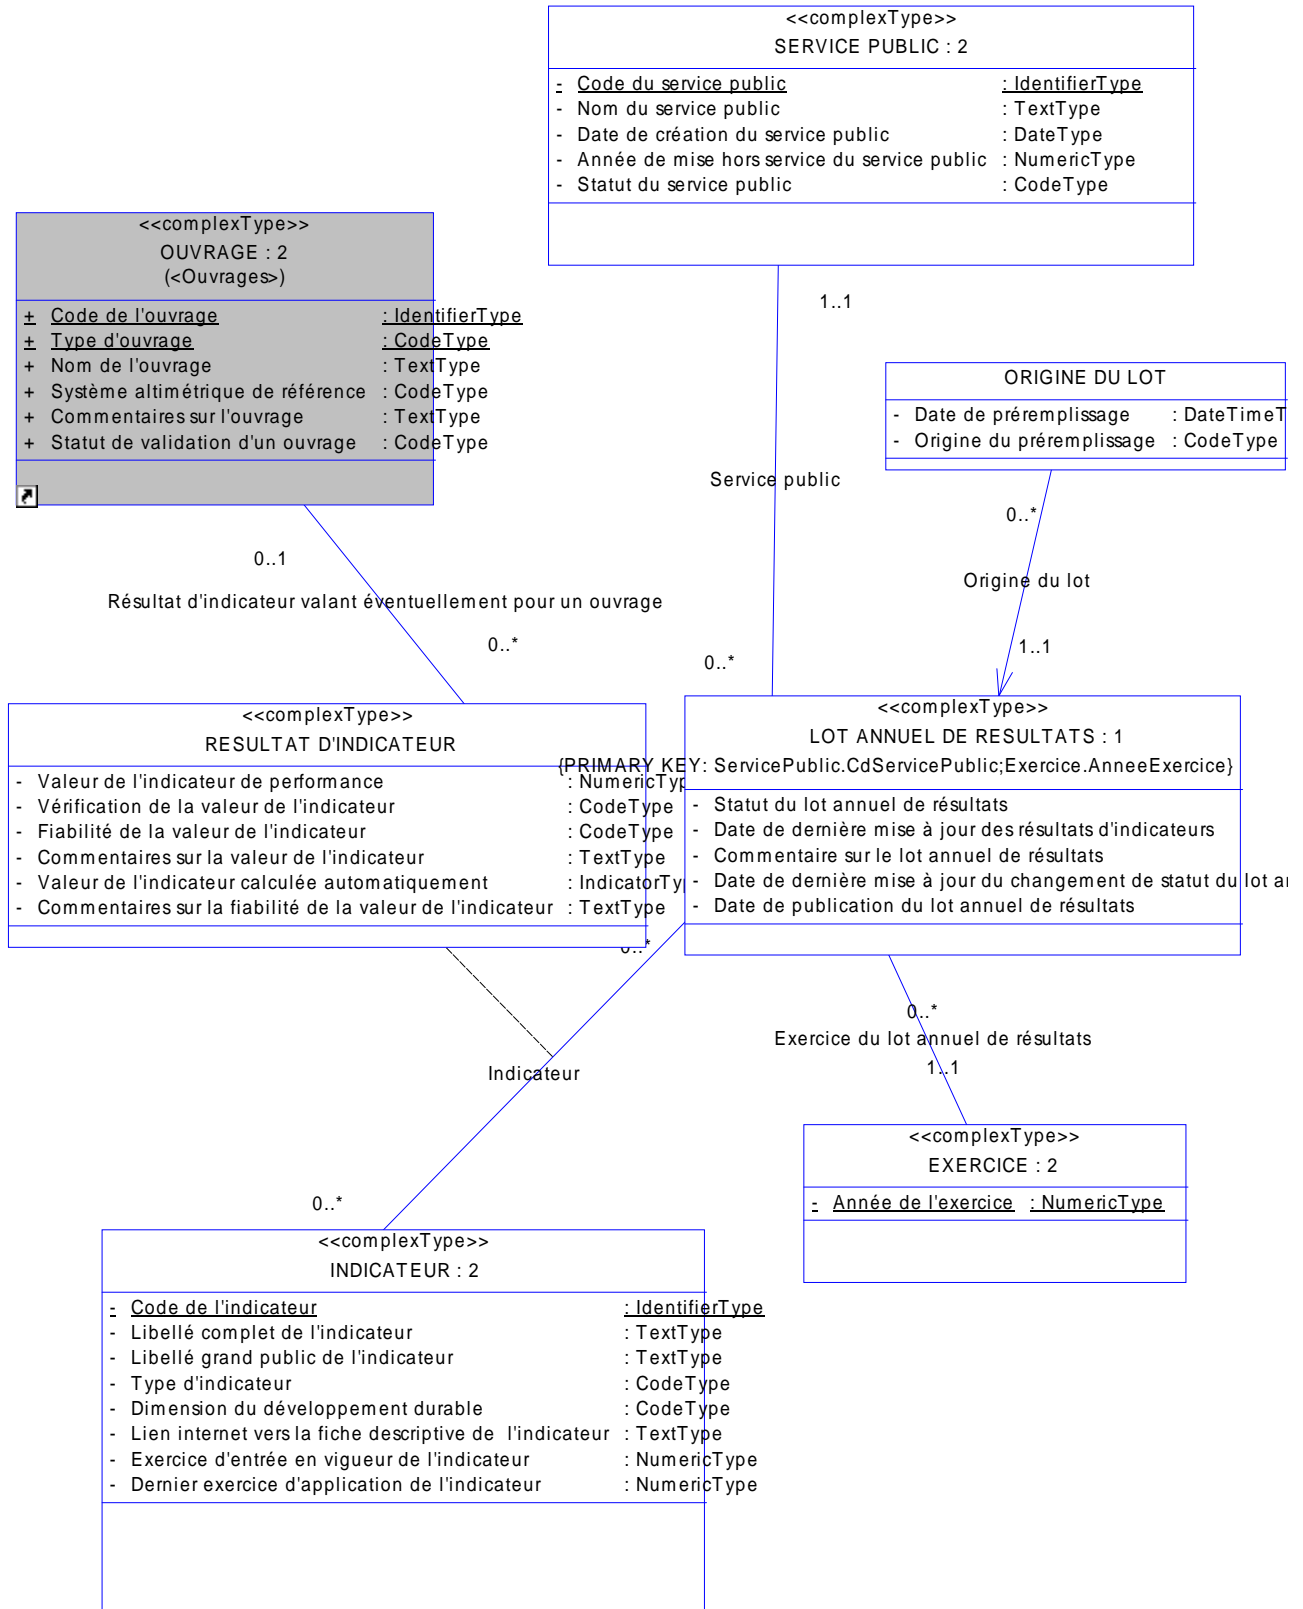 <<complexType>>
SERVICE PUBLIC : 2
- Code du service public : IdentifierType
- Nom du service public : TextType
- Date de création du service public : DateType
- Année de mise hors service du service public : NumericType
- Statut du service public : CodeType
<<complexType>>
OUVRAGE : 2
(<Ouvrages>)
+ Code de l'ouvrage : IdentifierType
+ Type d'ouvrage : CodeType
+ Nom de l'ouvrage : TextType
+ Système altimétrique de référence : CodeType
+ Commentaires sur l'ouvrage : TextType
+ Statut de validation d'un ouvrage : CodeType
1..1
ORIGINE DU LOT
- Date de préremplissage : DateTimeT
- Origine du préremplissage : CodeType
Service public
0..*
0..1
Origine du lot
Résultat d'indicateur valant éventuellement pour un ouvrage
0..*
1..1
0..*
<<complexType>>
RESULTAT D'INDICATEUR
- Valeur de l'indicateur de performance : NumericTyp
- Vérification de la valeur de l'indicateur : CodeType
- Fiabilité de la valeur de l'indicateur : CodeType
- Commentaires sur la valeur de l'indicateur : TextType
- Valeur de l'indicateur calculée automatiquement : IndicatorTy
- Commentaires sur la fiabilité de la valeur de l'indicateur : TextType
<<complexType>>
LOT ANNUEL DE RESULTATS : 1
{PRIMARY KEY: ServicePublic.CdServicePublic;Exercice.AnneeExercice}
- Statut du lot annuel de résultats
- Date de dernière mise à jour des résultats d'indicateurs
- Commentaire sur le lot annuel de résultats
- Date de dernière mise à jour du changement de statut du lot a
- Date de publication du lot annuel de résultats
0..*
0..*
Exercice du lot annuel de résultats
1..1
Indicateur
<<complexType>>
EXERCICE : 2
- Année de l'exercice : NumericType
0..*
<<complexType>>
INDICATEUR : 2
- Code de l'indicateur : IdentifierType
- Libellé complet de l'indicateur : TextType
- Libellé grand public de l'indicateur : TextType
- Type d'indicateur : CodeType
- Dimension du développement durable : CodeType
- Lien internet vers la fiche descriptive de l'indicateur : TextType
- Exercice d'entrée en vigueur de l'indicateur : NumericType
- Dernier exercice d'application de l'indicateur : NumericType